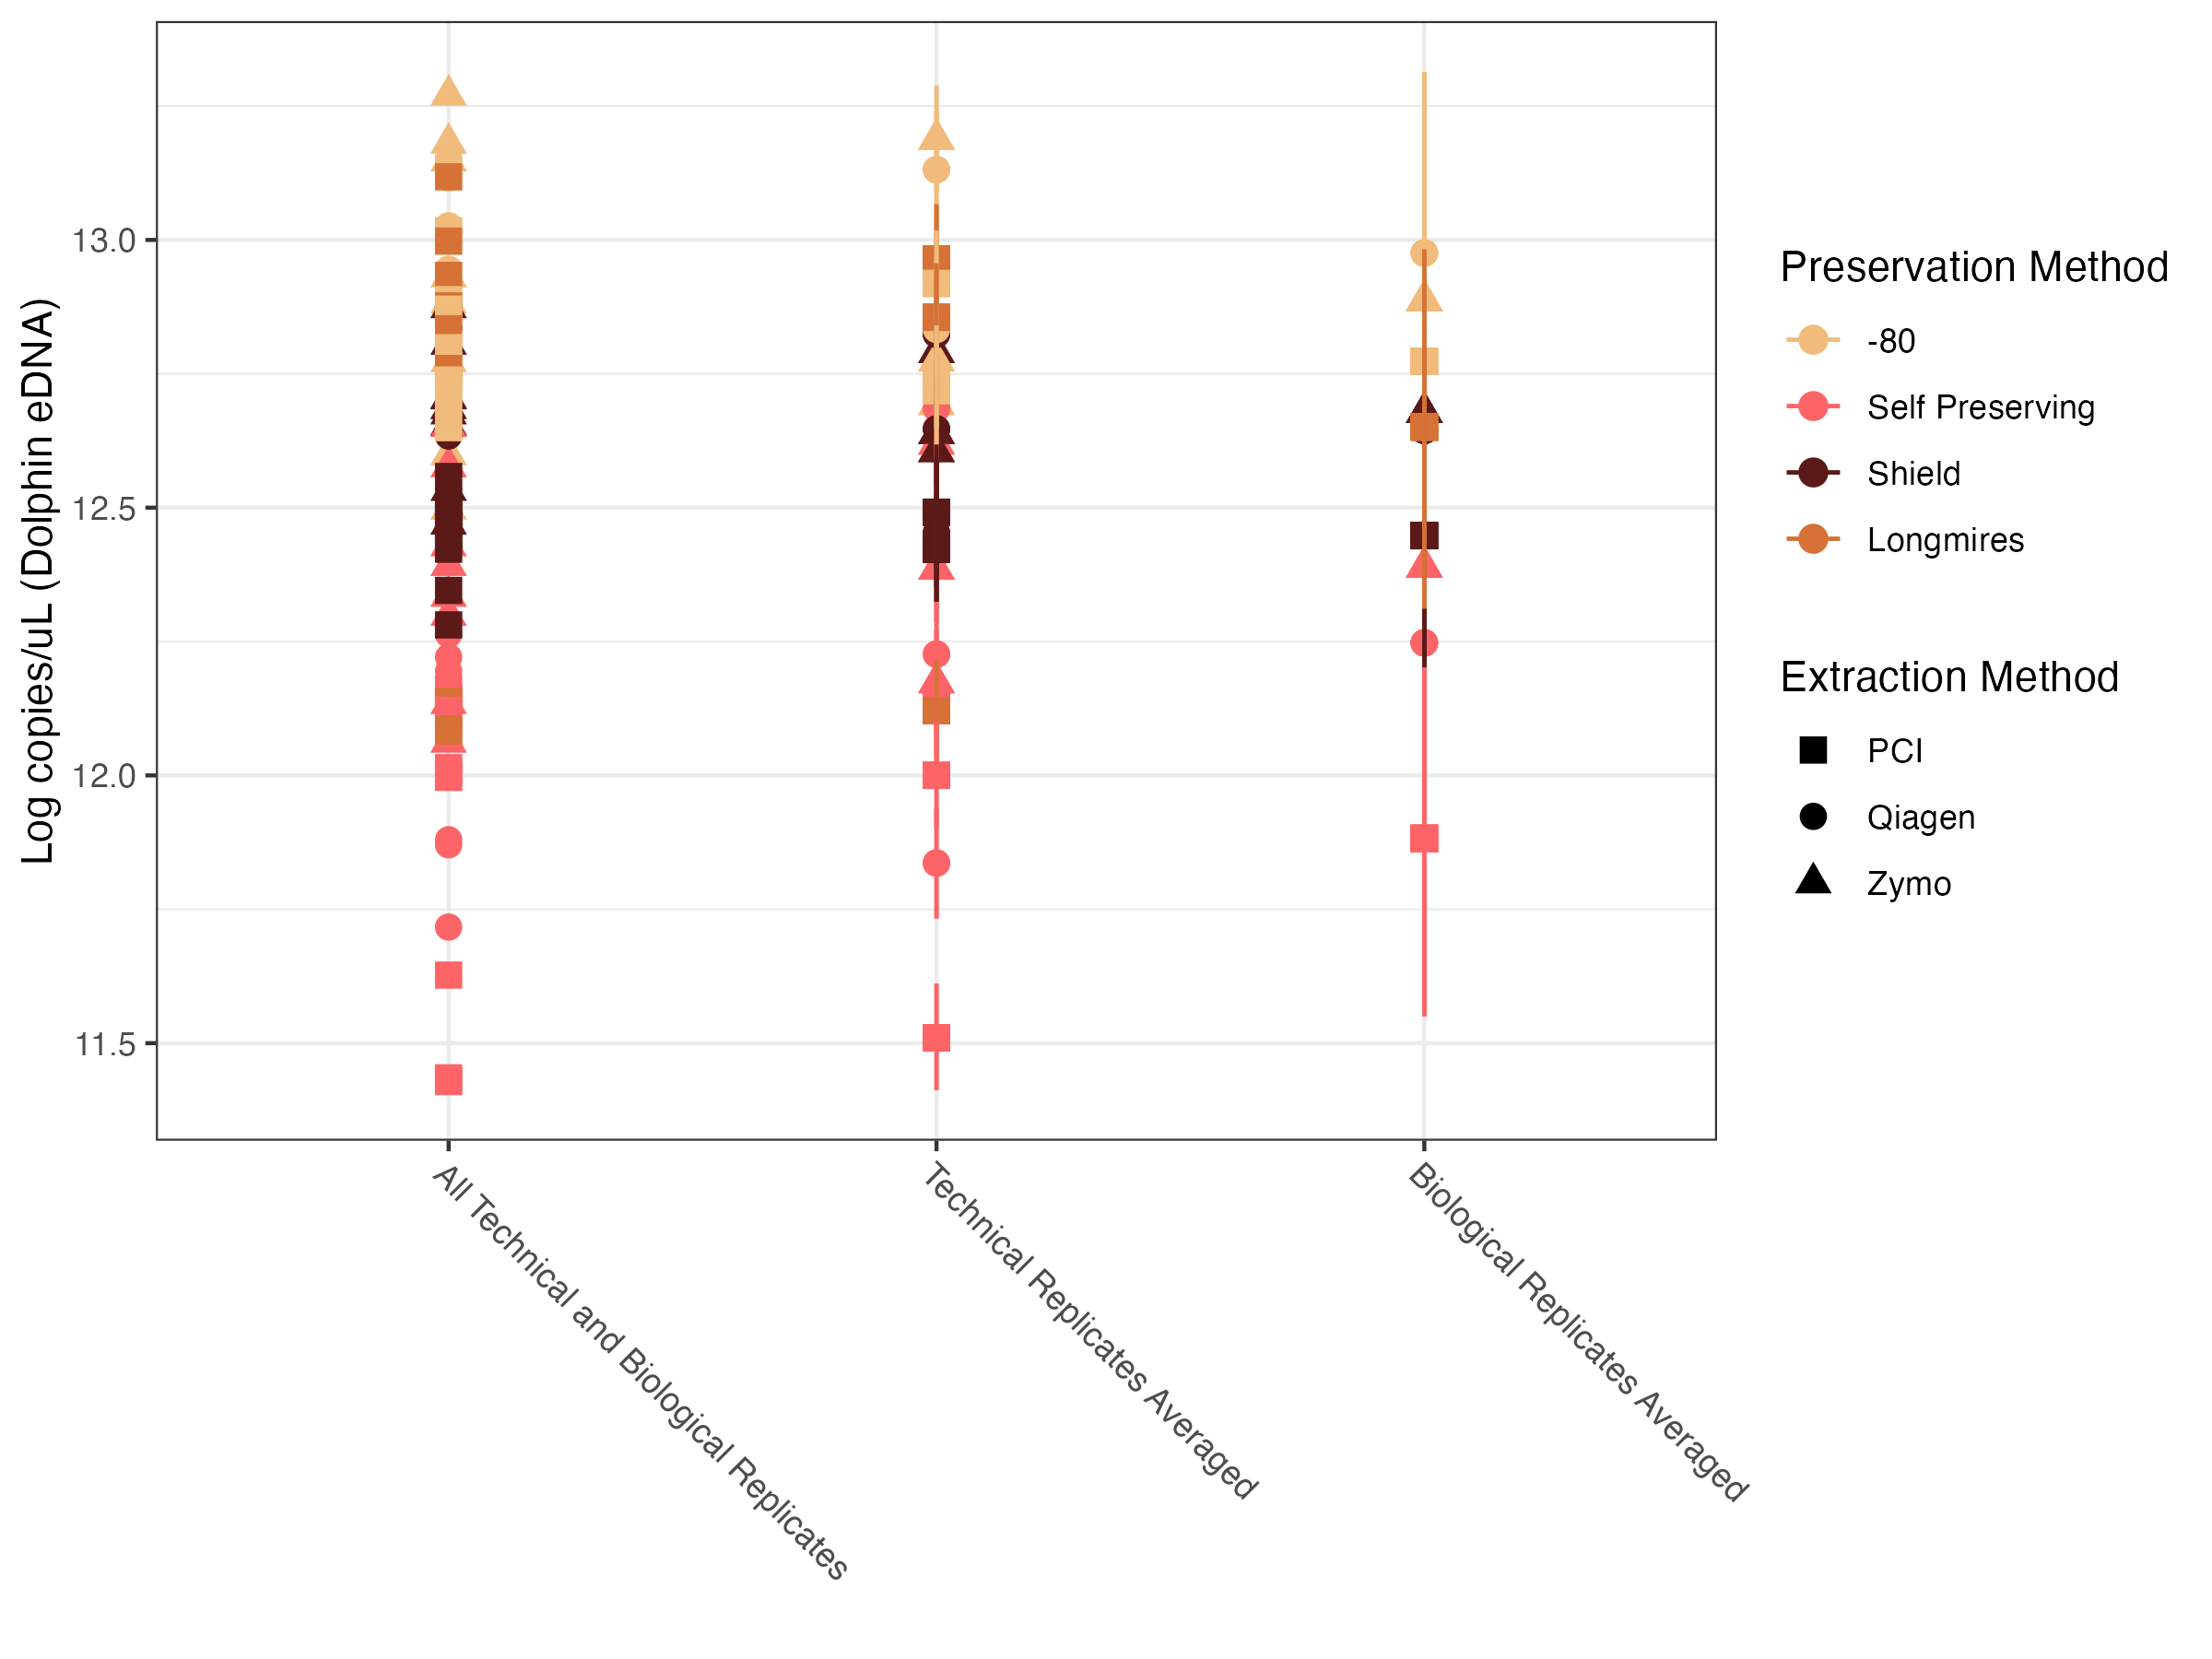 Log copies/uL (Dolphin eDNA)
13.0
12.5
12.0
11.5
All Technical and Biological Replicates
Technical Replicates Averaged
Biological Replicates Averaged
Preservation Method
-80
Self Preserving
Shield
Longmires
Extraction Method
PCI
Qiagen
Zymo